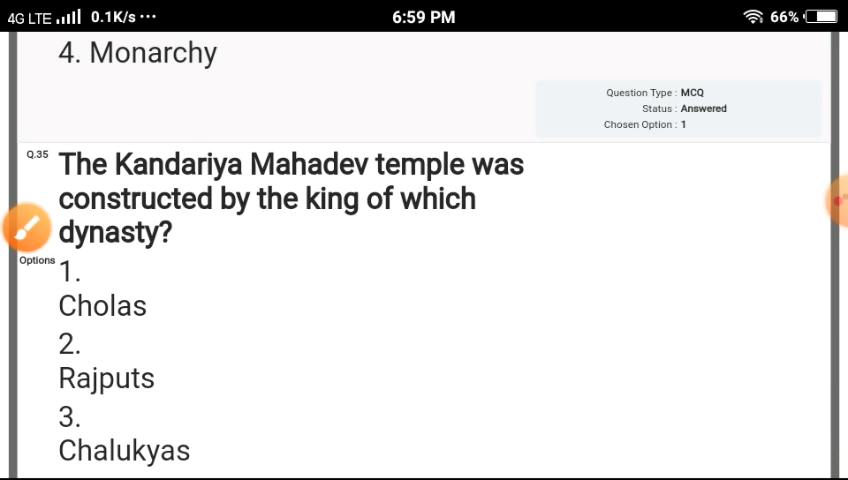 4G LTE 0.1K/s ··· 6:59 PM 66%
4. Monarchy
Question Type : MCQ
Status : Answered
Chosen Option : 1
Q.35 The Kandariya Mahadev temple was
constructed by the king of which
dynasty?
Options 1.
Cholas
2.
Rajputs
3.
Chalukyas